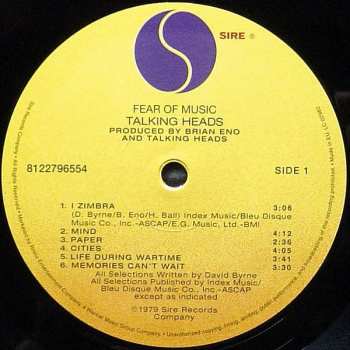 SIRE ®
FEAR OF MUSIC
TALKING HEADS
PRODUCED BY BRIAN ENO
AND TALKING HEADS
8122796554
SIDE 1
1. I ZIMBRA 3:06
(D. Byrne/B. Eno/H. Ball) Index Music/Bleu Disque
Music Co., Inc.-ASCAP/E.G. Music, Ltd.-BMI
2. MIND 4:12
3. PAPER 2:36
4. CITIES 4:05
5. LIFE DURING WARTIME 3:41
6. MEMORIES CAN'T WAIT 3:30
All Selections Written by David Byrne
All Selections Published by Index Music/
Bleu Disque Music Co., Inc.-ASCAP
except as indicated
℗1979 Sire Records
Company